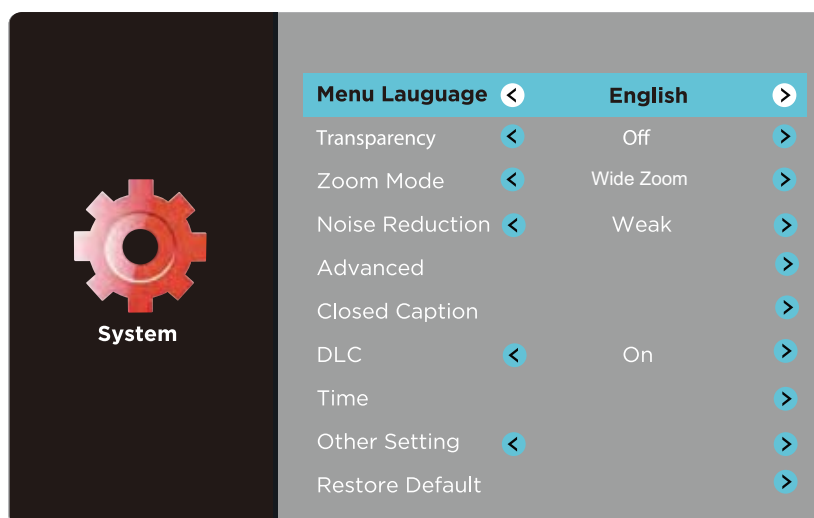 System
Menu Lauguage < English >
Transparency < Off >
Zoom Mode < Wide Zoom >
Noise Reduction < Weak >
Advanced >
Closed Caption >
DLC < On >
Time >
Other Setting < >
Restore Default >